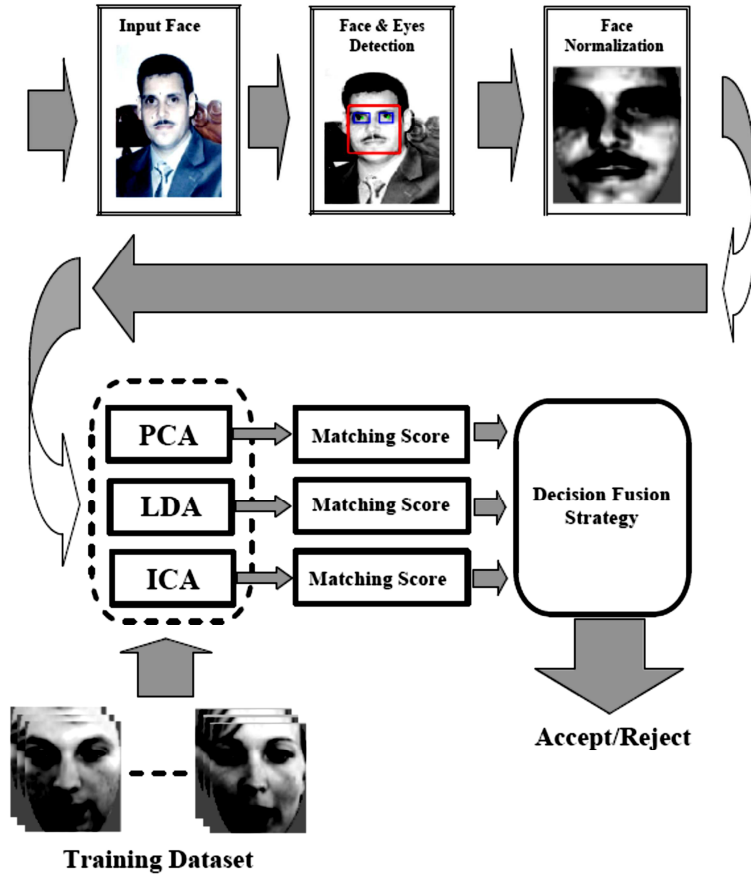 Input Face
Face & Eyes
Detection
Face
Normalization
PCA
Matching Score
LDA
Matching Score
ICA
Matching Score
Decision Fusion
Strategy
Accept/Reject
Training Dataset